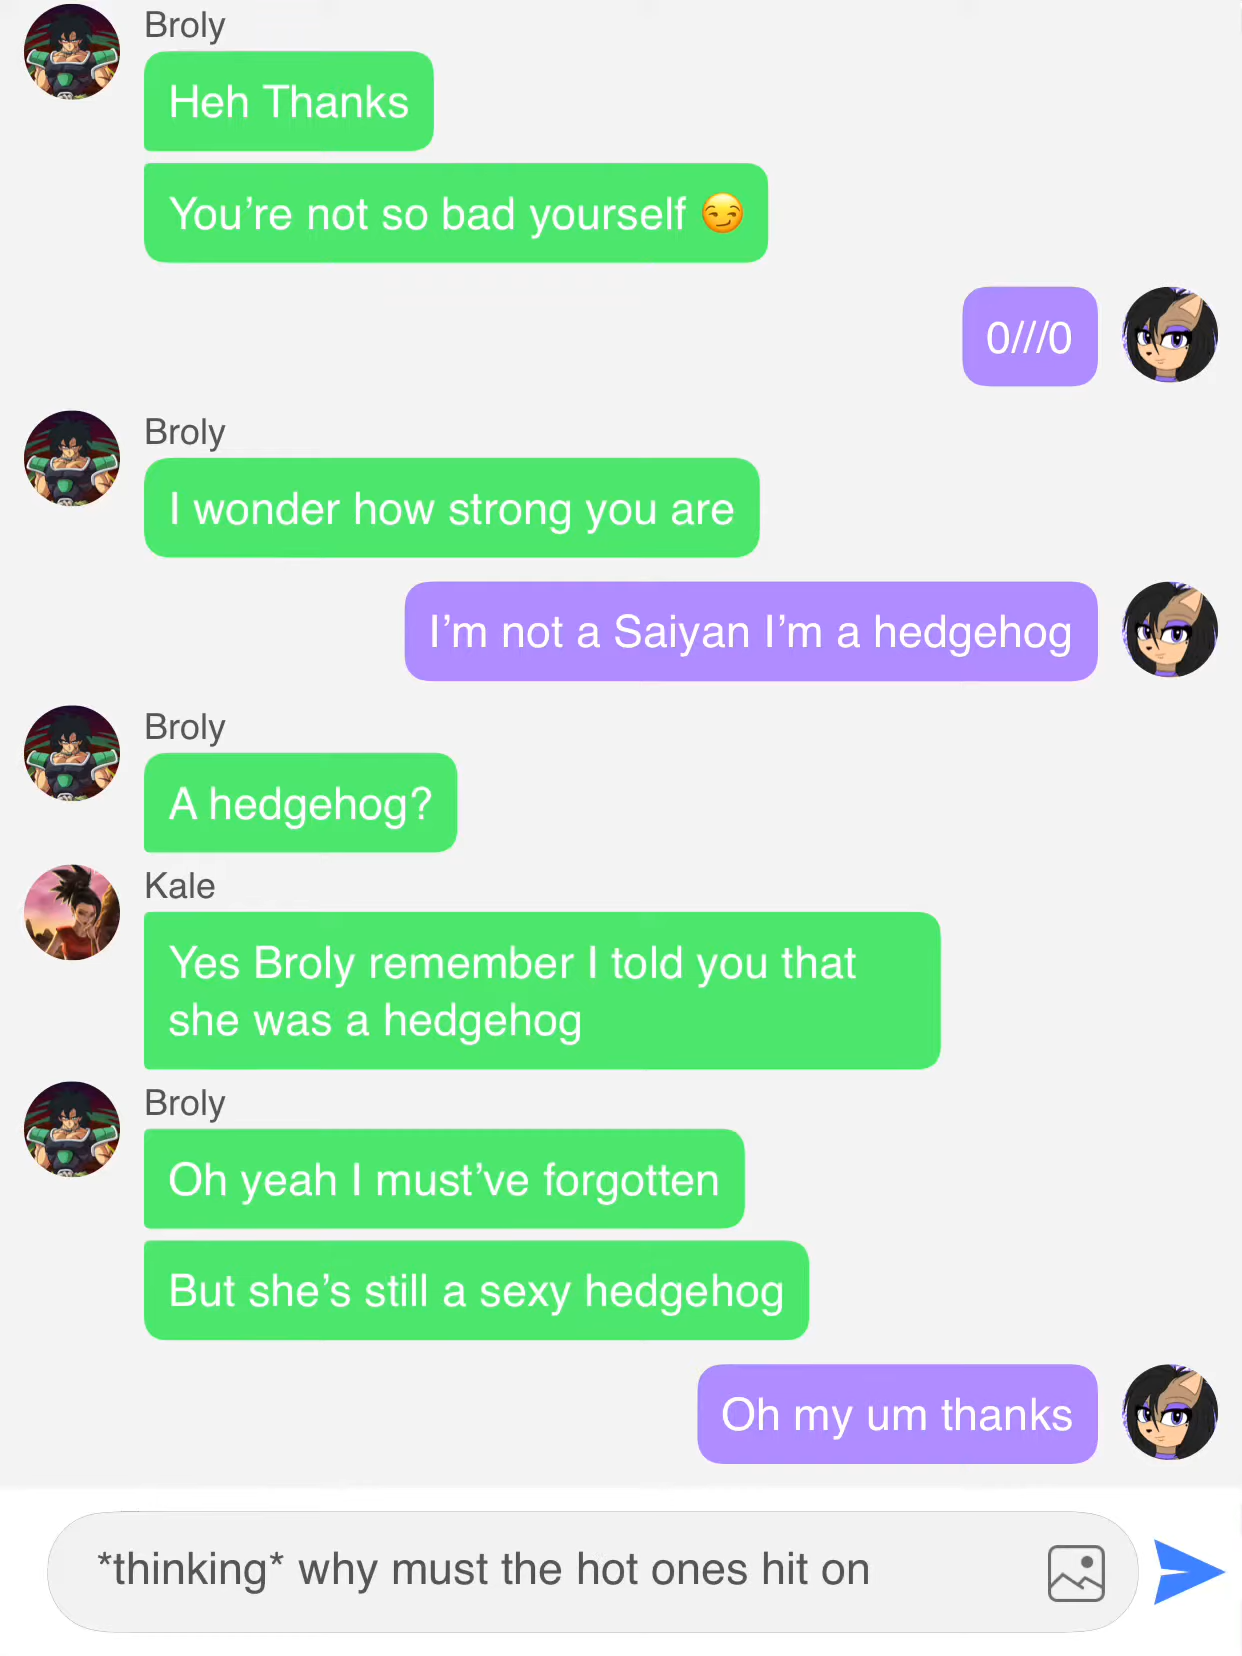 Broly
Heh Thanks
You’re not so bad yourself 😏
0///0
Broly
I wonder how strong you are
I’m not a Saiyan I’m a hedgehog
Broly
A hedgehog?
Kale
Yes Broly remember I told you that
she was a hedgehog
Broly
Oh yeah I must’ve forgotten
But she’s still a sexy hedgehog
Oh my um thanks
*thinking* why must the hot ones hit on